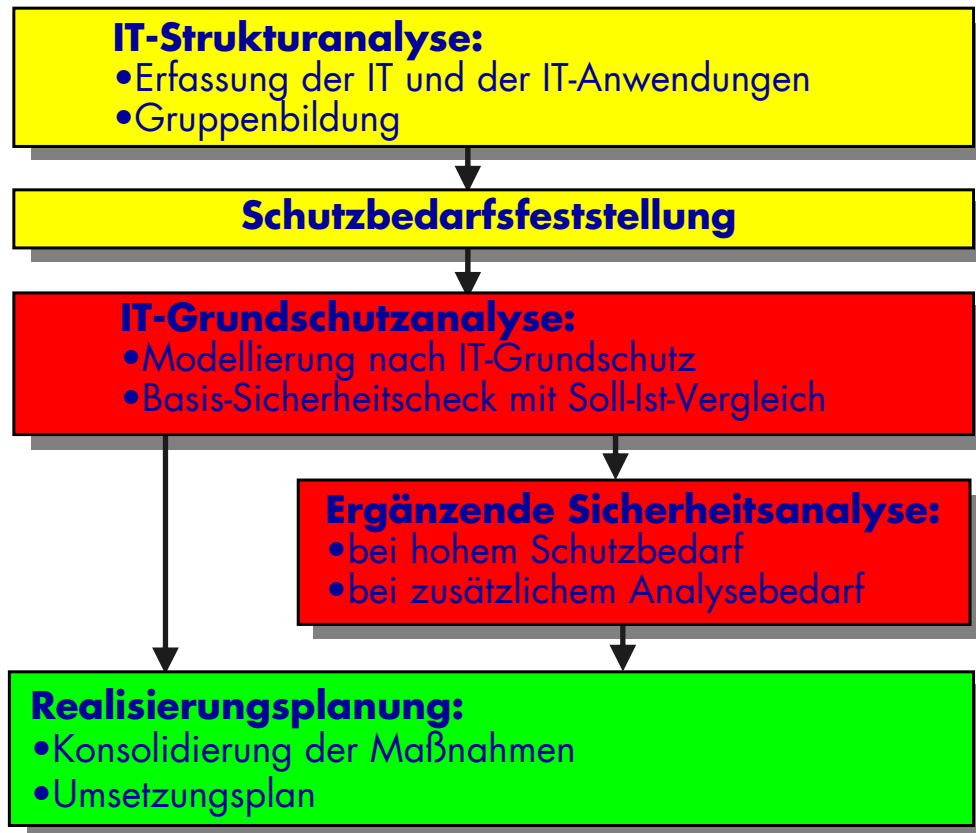 IT-Strukturanalyse:
•Erfassung der IT und der IT-Anwendungen
•Gruppenbildung
Schutzbedarfsfeststellung
IT-Grundschutzanalyse:
•Modellierung nach IT-Grundschutz
•Basis-Sicherheitscheck mit Soll-Ist-Vergleich
Ergänzende Sicherheitsanalyse:
•bei hohem Schutzbedarf
•bei zusätzlichem Analysebedarf
Realisierungsplanung:
•Konsolidierung der Maßnahmen
•Umsetzungsplan